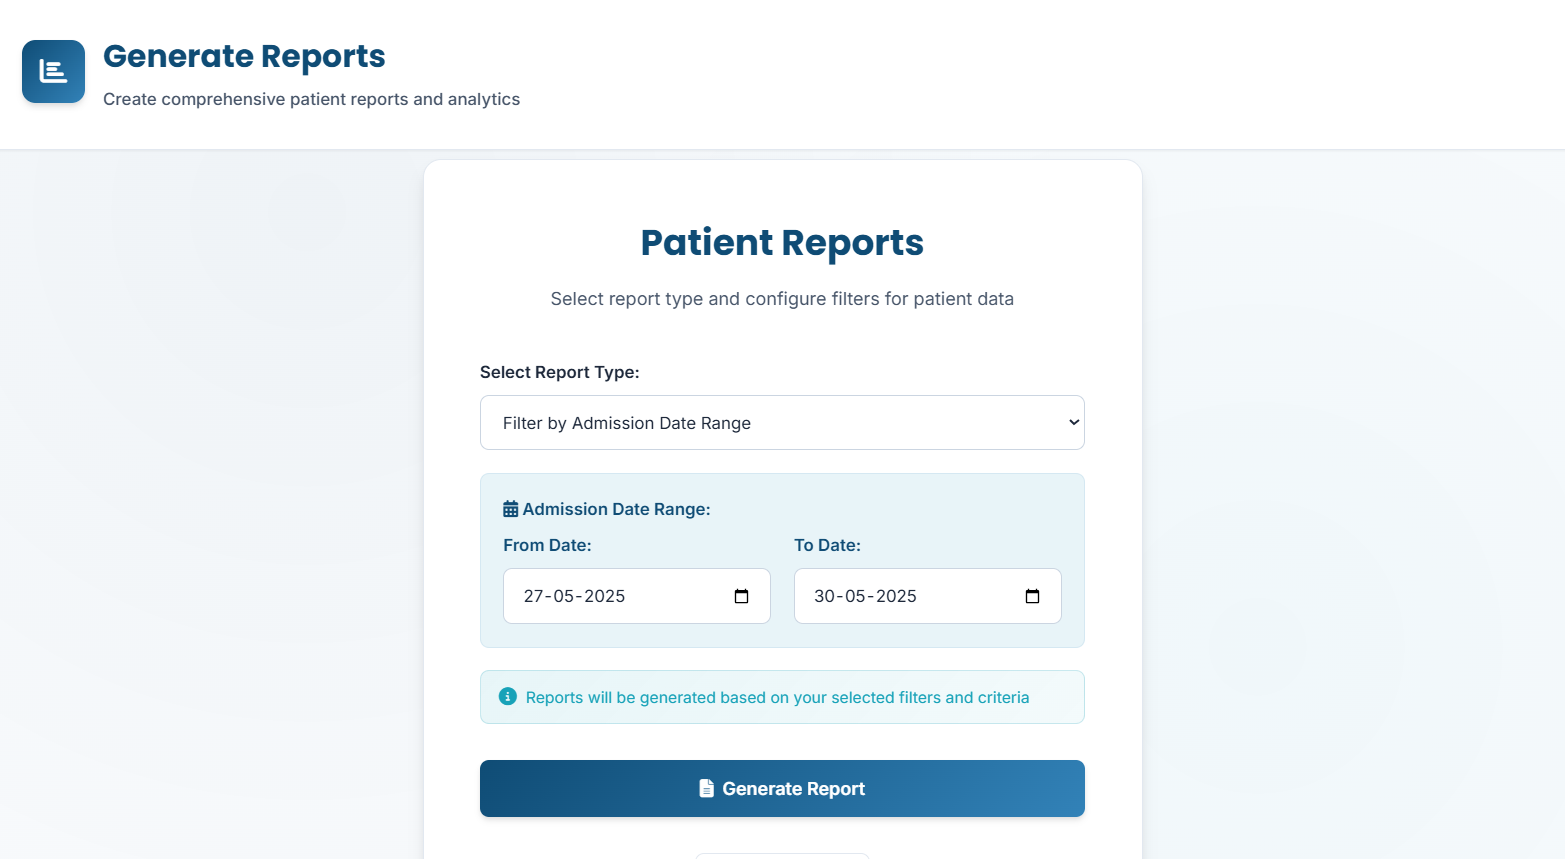 Generate Reports
Create comprehensive patient reports and analytics
Patient Reports
Select report type and configure filters for patient data
Select Report Type:
Filter by Admission Date Range
Admission Date Range:
From Date:
To Date:
27-05-2025
30-05-2025
Reports will be generated based on your selected filters and criteria
Generate Report